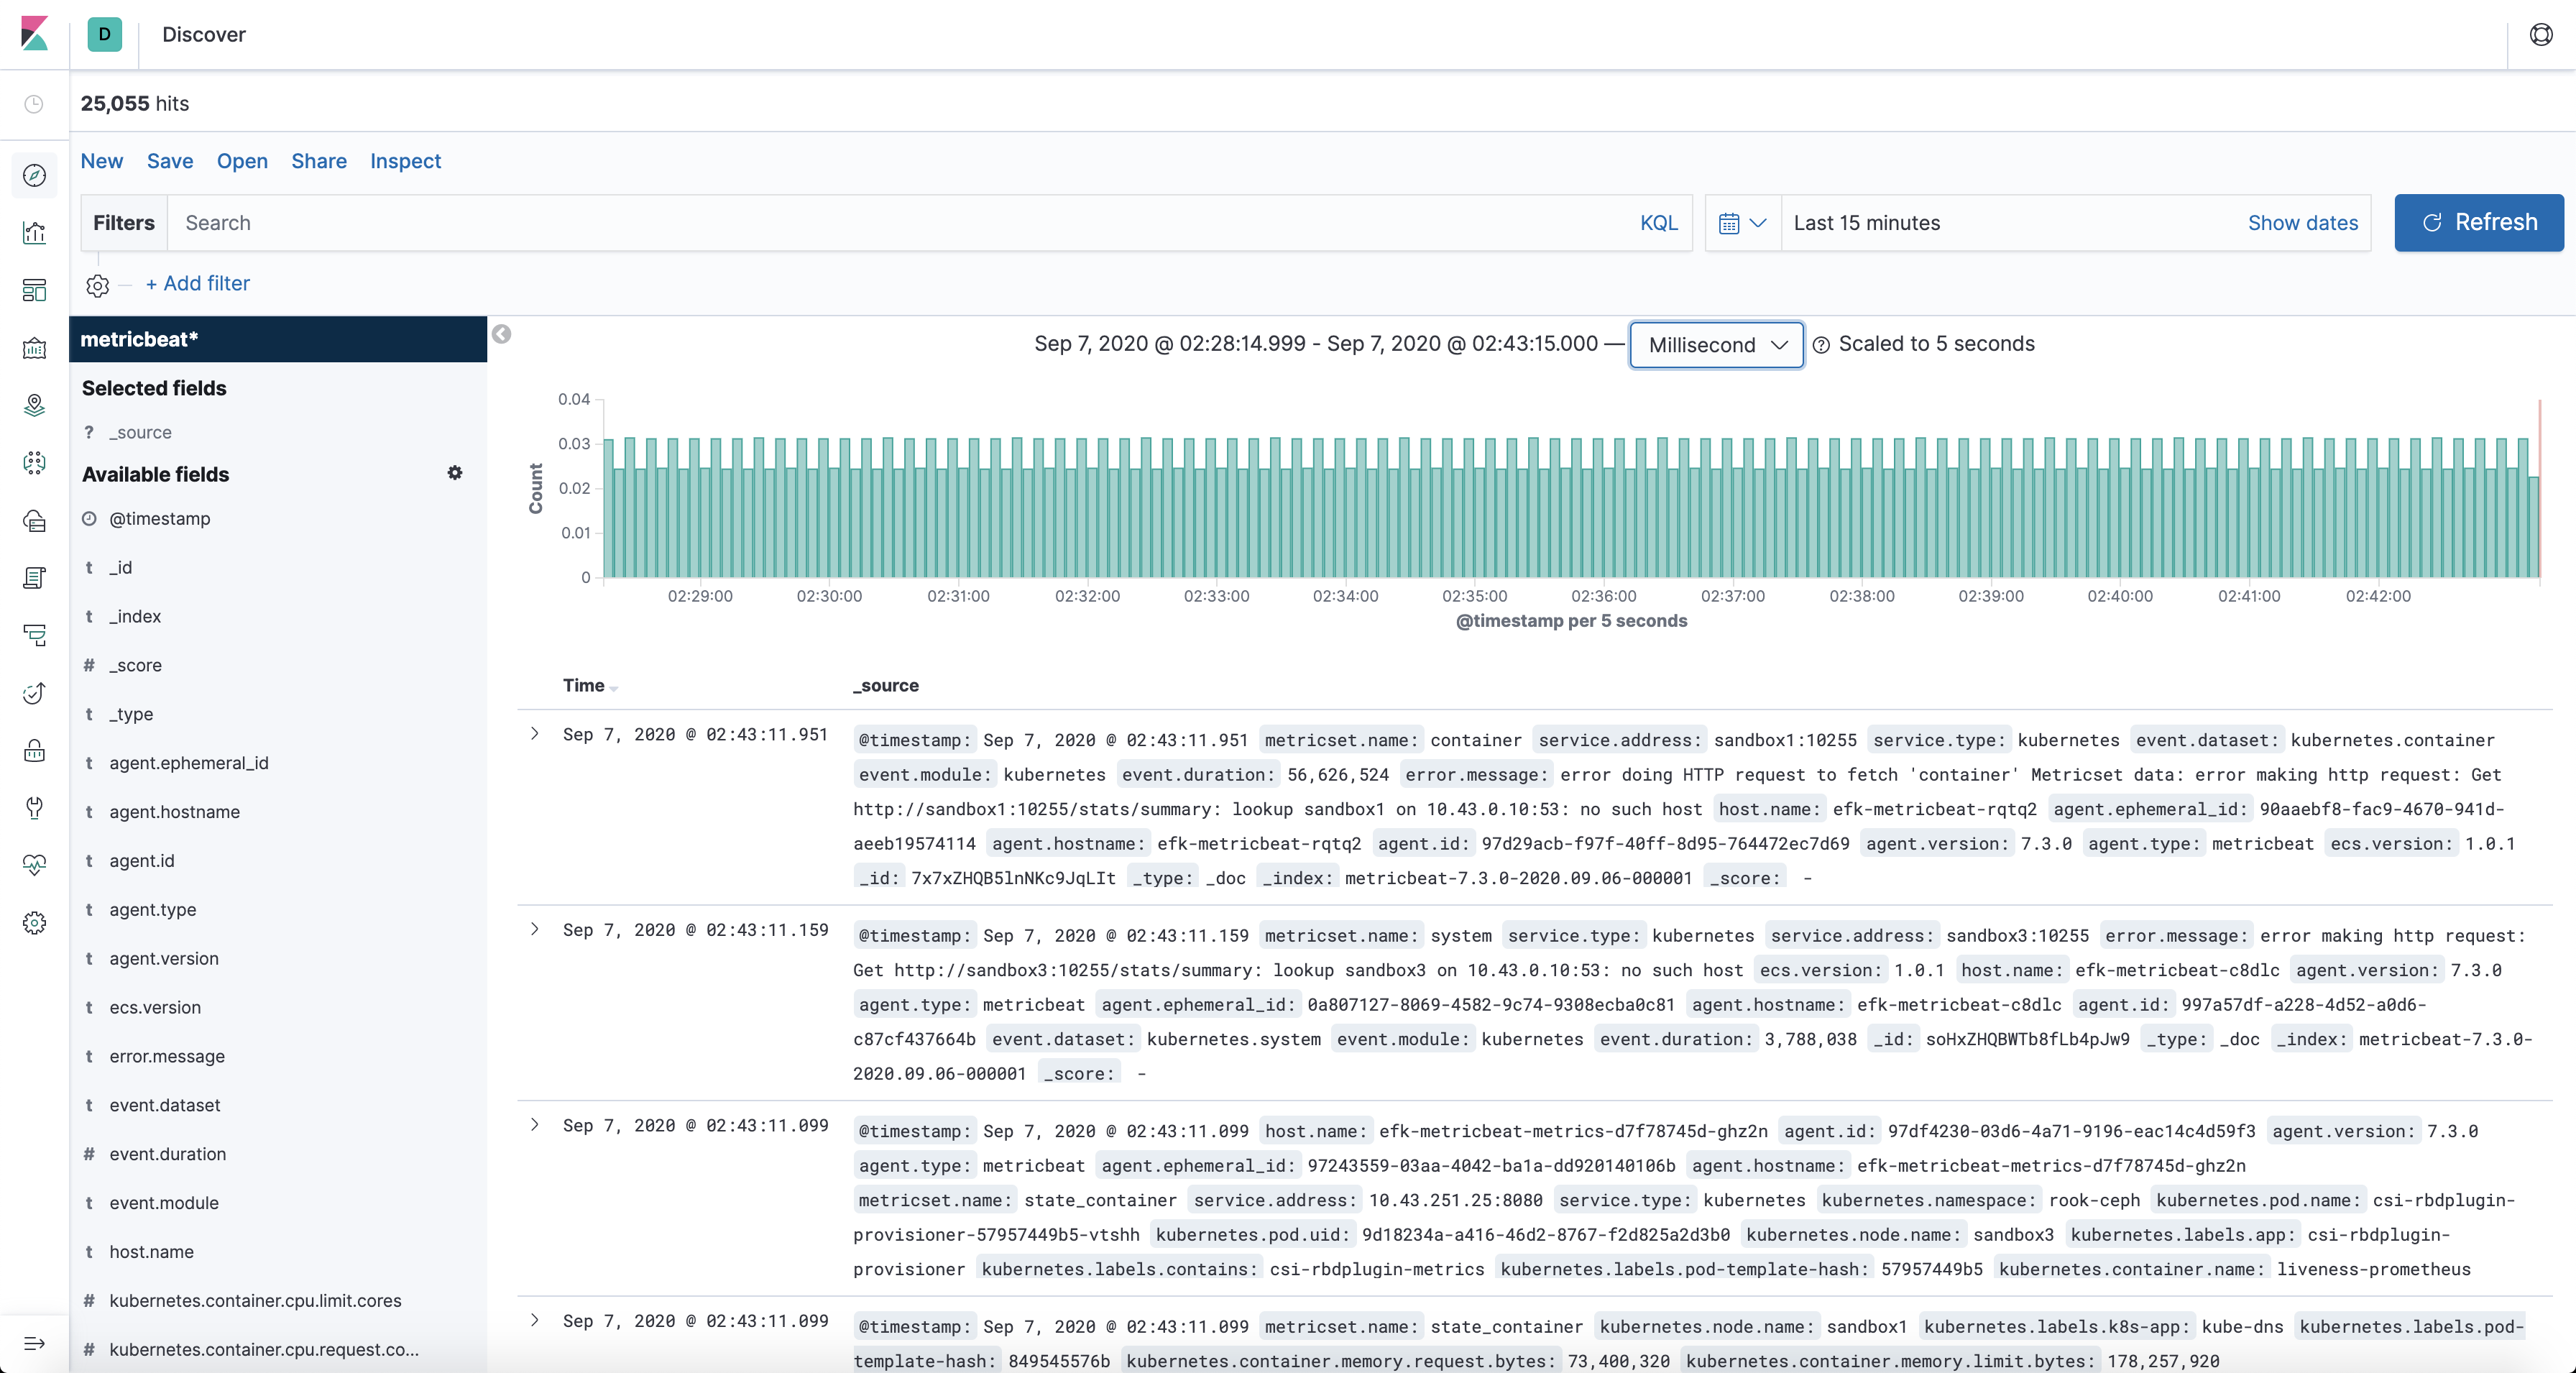 D Discover
25,055 hits
New Save Open Share Inspect
Filters Search KQL Last 15 minutes Show dates Refresh
+ Add filter
metricbeat*
Selected fields
? _source
Available fields
@timestamp
t _id
t _index
# _score
t _type
t agent.ephemeral_id
t agent.hostname
t agent.id
t agent.type
t agent.version
t ecs.version
t error.message
t event.dataset
# event.duration
t event.module
t host.name
# kubernetes.container.cpu.limit.cores
# kubernetes.container.cpu.request.co...
Sep 7, 2020 @ 02:28:14.999 - Sep 7, 2020 @ 02:43:15.000 — Millisecond Scaled to 5 seconds
Count
0.04
0.03
0.02
0.01
0
02:29:00 02:30:00 02:31:00 02:32:00 02:33:00 02:34:00 02:35:00 02:36:00 02:37:00 02:38:00 02:39:00 02:40:00 02:41:00 02:42:00
@timestamp per 5 seconds
Time _source
Sep 7, 2020 @ 02:43:11.951
@timestamp: Sep 7, 2020 @ 02:43:11.951 metricset.name: container service.address: sandbox1:10255 service.type: kubernetes event.dataset: kubernetes.container
event.module: kubernetes event.duration: 56,626,524 error.message: error doing HTTP request to fetch 'container' Metricset data: error making http request: Get
http://sandbox1:10255/stats/summary: lookup sandbox1 on 10.43.0.10:53: no such host host.name: efk-metricbeat-rqtq2 agent.ephemeral_id: 90aaebf8-fac9-4670-941d-
aeeb19574114 agent.hostname: efk-metricbeat-rqtq2 agent.id: 97d29acb-f97f-40ff-8d95-764472ec7d69 agent.version: 7.3.0 agent.type: metricbeat ecs.version: 1.0.1
_id: 7x7xZHQB5lnNKc9JqLIt _type: _doc _index: metricbeat-7.3.0-2020.09.06-000001 _score: -
Sep 7, 2020 @ 02:43:11.159
@timestamp: Sep 7, 2020 @ 02:43:11.159 metricset.name: system service.type: kubernetes service.address: sandbox3:10255 error.message: error making http request:
Get http://sandbox3:10255/stats/summary: lookup sandbox3 on 10.43.0.10:53: no such host ecs.version: 1.0.1 host.name: efk-metricbeat-c8dlc agent.version: 7.3.0
agent.type: metricbeat agent.ephemeral_id: 0a807127-8069-4582-9c74-9308ecba0c81 agent.hostname: efk-metricbeat-c8dlc agent.id: 997a57df-a228-4d52-a0d6-
c87cf437664b event.dataset: kubernetes.system event.module: kubernetes event.duration: 3,788,038 _id: soHxZHQBWTb8fLb4pJw9 _type: _doc _index: metricbeat-7.3.0-
2020.09.06-000001 _score: -
Sep 7, 2020 @ 02:43:11.099
@timestamp: Sep 7, 2020 @ 02:43:11.099 host.name: efk-metricbeat-metrics-d7f78745d-ghz2n agent.id: 97df4230-03d6-4a71-9196-eac14c4d59f3 agent.version: 7.3.0
agent.type: metricbeat agent.ephemeral_id: 97243559-03aa-4042-ba1a-dd920140106b agent.hostname: efk-metricbeat-metrics-d7f78745d-ghz2n
metricset.name: state_container service.address: 10.43.251.25:8080 service.type: kubernetes kubernetes.namespace: rook-ceph kubernetes.pod.name: csi-rbdplugin-
provisioner-57957449b5-vtshh kubernetes.pod.uid: 9d18234a-a416-46d2-8767-f2d825a2d3b0 kubernetes.node.name: sandbox3 kubernetes.labels.app: csi-rbdplugin-
provisioner kubernetes.labels.contains: csi-rbdplugin-metrics kubernetes.labels.pod-template-hash: 57957449b5 kubernetes.container.name: liveness-prometheus
Sep 7, 2020 @ 02:43:11.099
@timestamp: Sep 7, 2020 @ 02:43:11.099 metricset.name: state_container kubernetes.node.name: sandbox1 kubernetes.labels.k8s-app: kube-dns kubernetes.labels.pod-
template-hash: 849545576b kubernetes.container.memory.request.bytes: 73,400,320 kubernetes.container.memory.limit.bytes: 178,257,920